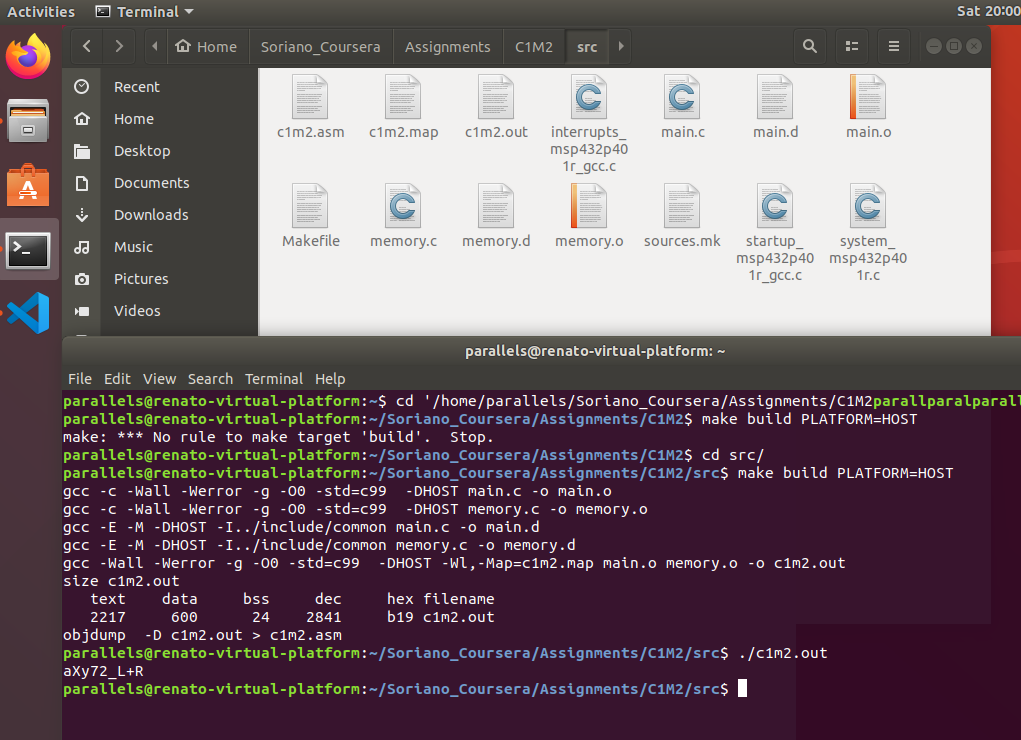 Activities Terminal Sat 20:00
Home Soriano_Coursera Assignments C1M2 src
Recent
Home
Desktop
Documents
Downloads
Music
Pictures
Videos
c1m2.asm c1m2.map c1m2.out interrupts_ main.c main.d main.o
msp432p40
1r_gcc.c
Makefile memory.c memory.d memory.o sources.mk startup_ system_
msp432p40 msp432p40
1r_gcc.c 1r.c
parallels@renato-virtual-platform: ~
File Edit View Search Terminal Help
parallels@renato-virtual-platform:~$ cd '/home/parallels/Soriano_Coursera/Assignments/C1M2parallparalparall
parallels@renato-virtual-platform:~/Soriano_Coursera/Assignments/C1M2$ make build PLATFORM=HOST
make: *** No rule to make target 'build'.  Stop.
parallels@renato-virtual-platform:~/Soriano_Coursera/Assignments/C1M2$ cd src/
parallels@renato-virtual-platform:~/Soriano_Coursera/Assignments/C1M2/src$ make build PLATFORM=HOST
gcc -c -Wall -Werror -g -O0 -std=c99  -DHOST main.c -o main.o
gcc -c -Wall -Werror -g -O0 -std=c99  -DHOST memory.c -o memory.o
gcc -E -M -DHOST -I../include/common main.c -o main.d
gcc -E -M -DHOST -I../include/common memory.c -o memory.d
gcc -Wall -Werror -g -O0 -std=c99  -DHOST -Wl,-Map=c1m2.map main.o memory.o -o c1m2.out
size c1m2.out
   text    data     bss     dec     hex filename
   2217     600      24    2841     b19 c1m2.out
objdump  -D c1m2.out > c1m2.asm
parallels@renato-virtual-platform:~/Soriano_Coursera/Assignments/C1M2/src$ ./c1m2.out
aXy72_L+R
parallels@renato-virtual-platform:~/Soriano_Coursera/Assignments/C1M2/src$